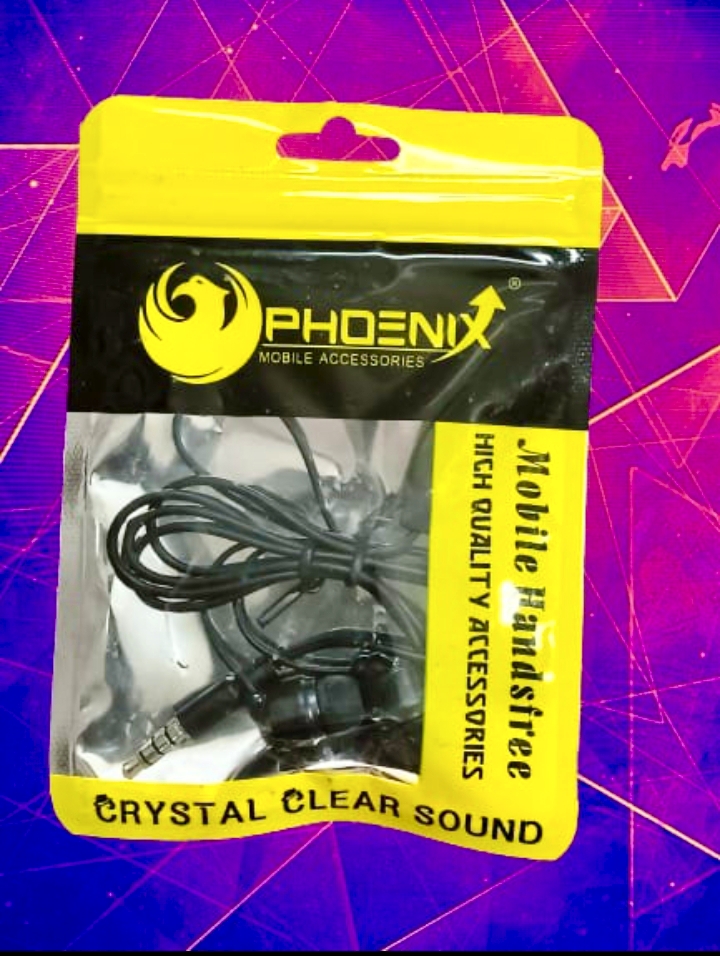 PHOENIX®
MOBILE ACCESSORIES
Mobile Handsfree
HIGH QUALITY ACCESSORIES
CRYSTAL CLEAR SOUND